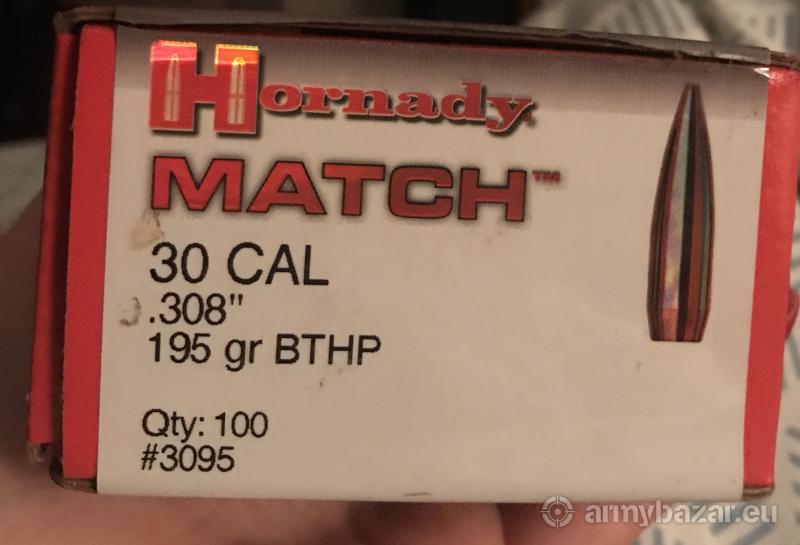 Hornady
MATCH™
30 CAL
.308"
195 gr BTHP
Qty: 100
#3095
armybazar.eu